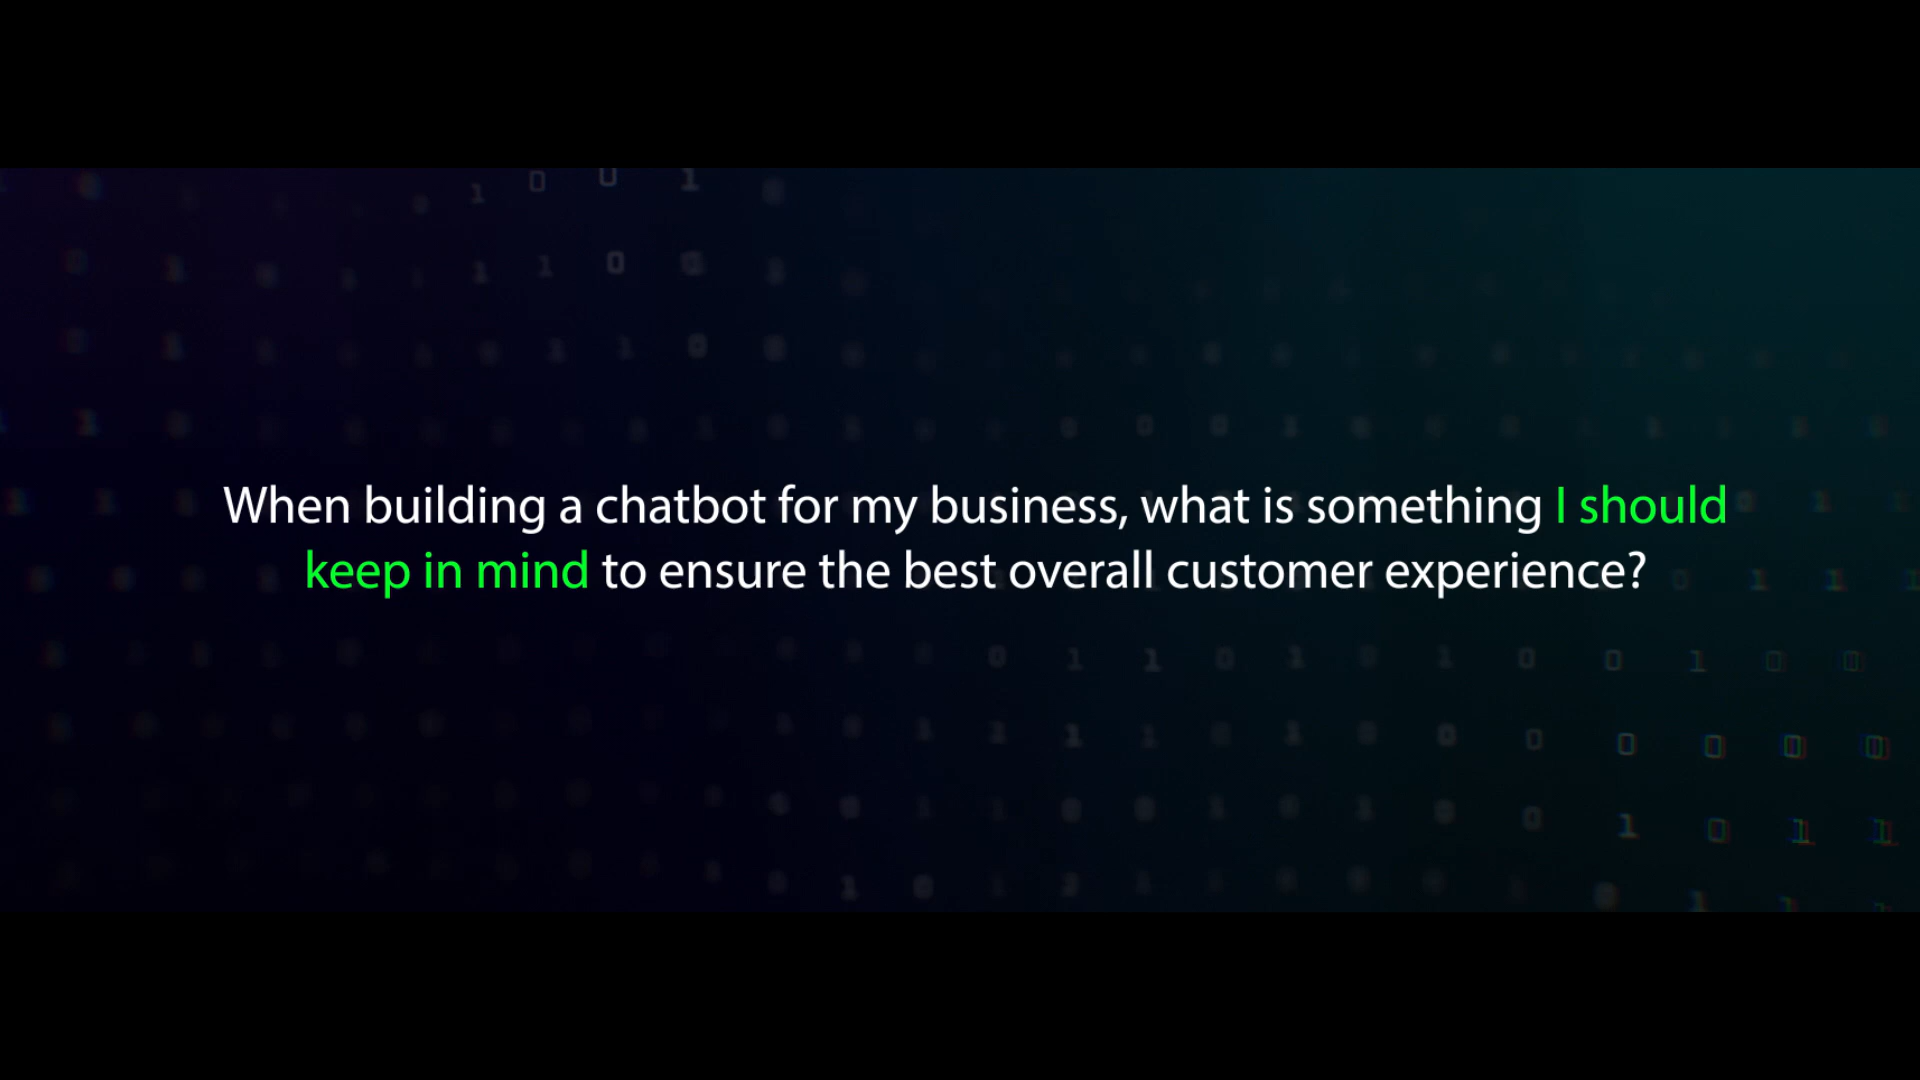 When building a chatbot for my business, what is something I should
keep in mind to ensure the best overall customer experience?